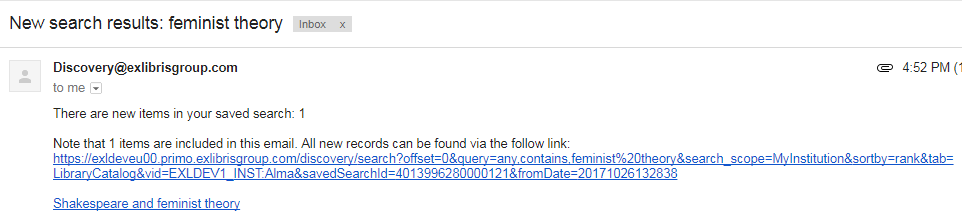 New search results: feminist theory Inbox x
Discovery@exlibrisgroup.com 4:52 PM (1
to me
There are new items in your saved search: 1
Note that 1 items are included in this email. All new records can be found via the follow link:
https://exldeveu00.primo.exlibrisgroup.com/discovery/search?offset=0&query=any,contains,feminist%20theory&search_scope=MyInstitution&sortby=rank&tab=
LibraryCatalog&vid=EXLDEV1_INST:Alma&savedSearchId=4013996280000121&fromDate=20171026132838
Shakespeare and feminist theory